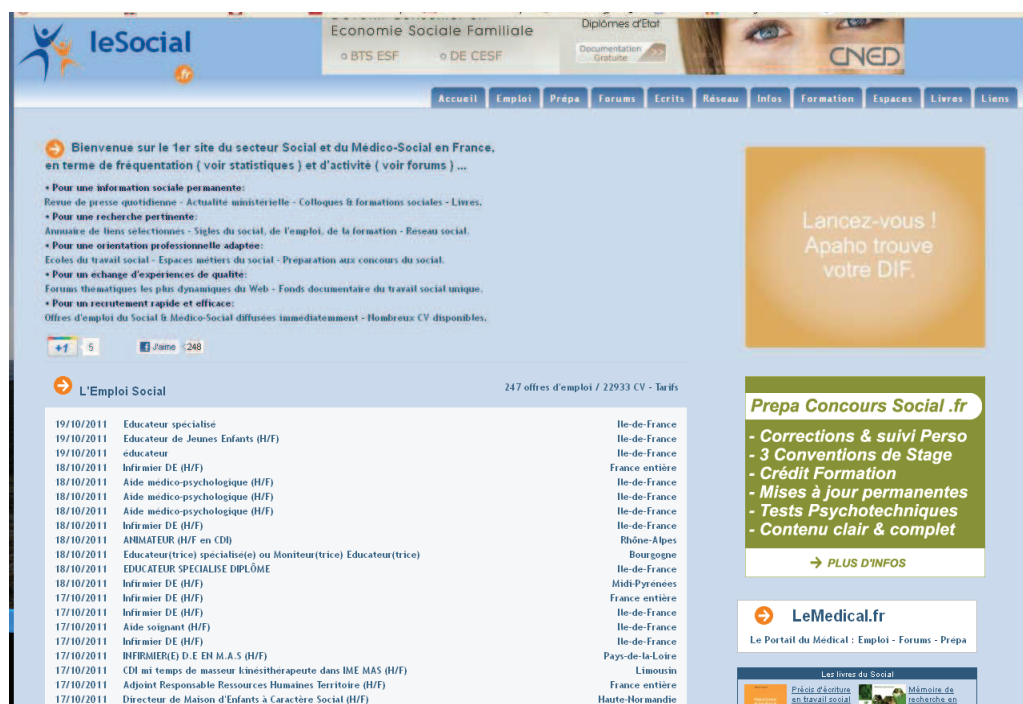 Economie Sociale Familiale
BTS ESF
DE CESF
Diplômes d'Etat
Documentation
Gratuite
CNED
leSocial
.fr
Accueil Emploi Prépa Forums Ecrits Réseau Infos Formation Espaces Livres Liens
Bienvenue sur le 1er site du secteur Social et du Médico-Social en France,
en terme de fréquentation ( voir statistiques ) et d'activité ( voir forums ) ...
• Pour une information sociale permanente:
Revue de presse quotidienne - Actualité ministérielle - Colloques & formations sociales - Livres.
• Pour une recherche pertinente:
Annuaire de liens sélectionnés - Sigles du social, de l'emploi, de la formation - Réseau social.
• Pour une orientation professionnelle adaptée:
Ecoles du travail social - Espaces métiers du social - Préparation aux concours du social.
• Pour un échange d'expériences de qualité:
Forums thématiques les plus dynamiques du Web - Fonds documentaire du travail social unique.
• Pour un recrutement rapide et efficace:
Offres d'emploi du Social & Médico-Social diffusées immédiatemment - Nombreux CV disponibles.
+1 5 J'aime 248
Lancez-vous !
Apaho trouve
votre DIF.
L'Emploi Social 247 offres d'emploi / 22933 CV - Tarifs
19/10/2011 Educateur spécialisé Ile-de-France
19/10/2011 Educateur de Jeunes Enfants (H/F) Ile-de-France
19/10/2011 éducateur Ile-de-France
18/10/2011 Infirmier DE (H/F) France entière
18/10/2011 Aide médico-psychologique (H/F) Ile-de-France
18/10/2011 Aide médico-psychologique (H/F) Ile-de-France
18/10/2011 Aide médico-psychologique (H/F) Ile-de-France
18/10/2011 Infirmier DE (H/F) Ile-de-France
18/10/2011 ANIMATEUR (H/F en CDI) Rhône-Alpes
18/10/2011 Educateur(trice) spécialisé(e) ou Moniteur(trice) Educateur(trice) Bourgogne
18/10/2011 EDUCATEUR SPECIALISE DIPLÔME Ile-de-France
18/10/2011 Infirmier DE (H/F) Midi-Pyrénées
17/10/2011 Infirmier DE (H/F) France entière
17/10/2011 Infirmier DE (H/F) Ile-de-France
17/10/2011 Aide soignant (H/F) Ile-de-France
17/10/2011 Infirmier DE (H/F) Ile-de-France
17/10/2011 INFIRMIER(E) D.E EN M.A.S (H/F) Pays-de-la-Loire
17/10/2011 CDI mi temps de masseur kinésithérapeute dans IME MAS (H/F) Limousin
17/10/2011 Adjoint Responsable Ressources Humaines Territoire (H/F) France entière
17/10/2011 Directeur de Maison d'Enfants à Caractère Social (H/F) Haute-Normandie
Prepa Concours Social .fr
- Corrections & suivi Perso
- 3 Conventions de Stage
- Crédit Formation
- Mises à jour permanentes
- Tests Psychotechniques
- Contenu clair & complet
→ PLUS D'INFOS
LeMedical.fr
Le Portail du Médical : Emploi - Forums - Prépa
Les livres du Social
Précis d'écriture
en travail social
Mémoire de
recherche en